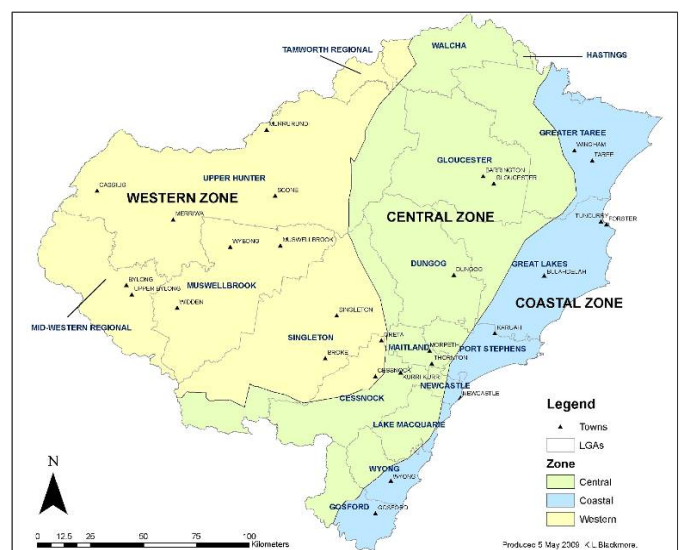 TAMWORTH REGIONAL
WALCHA
HASTINGS
MURRURUNDI
GREATER TAREE
WINGHAM
TAREE
GLOUCESTER
BARRINGTON
GLOUCESTER
CASSILIS
UPPER HUNTER
SCONE
WESTERN ZONE
MERRIWA
CENTRAL ZONE
TUNCURRY
FORSTER
WYBONG
MUSWELLBROOK
DUNGOG
DUNGOG
GREAT LAKES
BULAHDELAH
BYLONG
UPPER BYLONG
MUSWELLBROOK
WIDDEN
COASTAL ZONE
MID-WESTERN REGIONAL
SINGLETON
SINGLETON
GRETA
KARUAH
MAITLAND
MORPETH
PORT STEPHENS
BROKE
THORNTON
CESSNOCK
KURRI KURRI
NEWCASTLE
NEWCASTLE
CESSNOCK
LAKE MACQUARIE
WYONG
WYONG
GOSFORD
GOSFORD
Legend
Towns
LGAs
Zone
Central
Coastal
Western
N
0 12.5 25 50 75 100
Kilometers
Produced 5 May 2009 K.L.Blackmore.